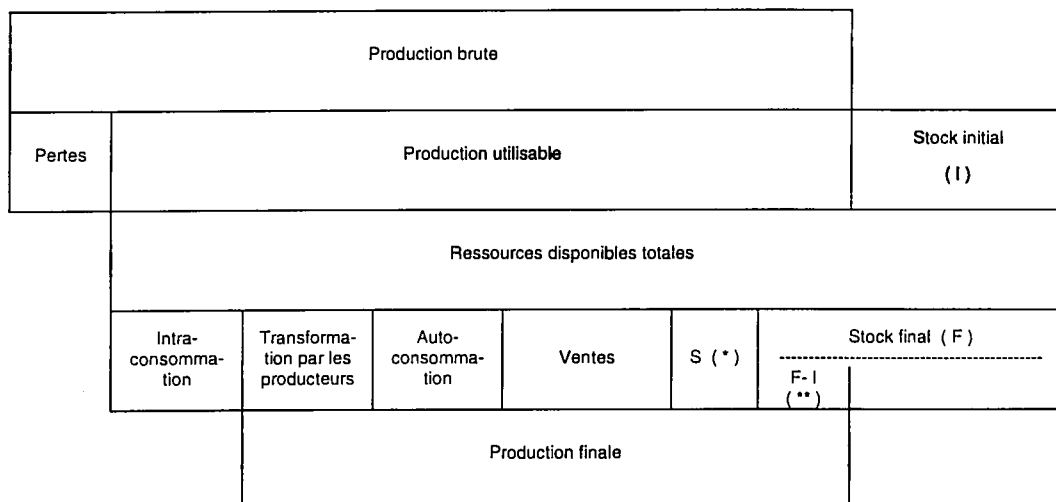 Production brute
Pertes
Production utilisable
Stock initial
( I )
Ressources disponibles totales
Intra-
consomma-
tion
Transforma-
tion par les
producteurs
Auto-
consomma-
tion
Ventes
S ( * )
Stock final ( F )
F- I
( ** )
Production finale